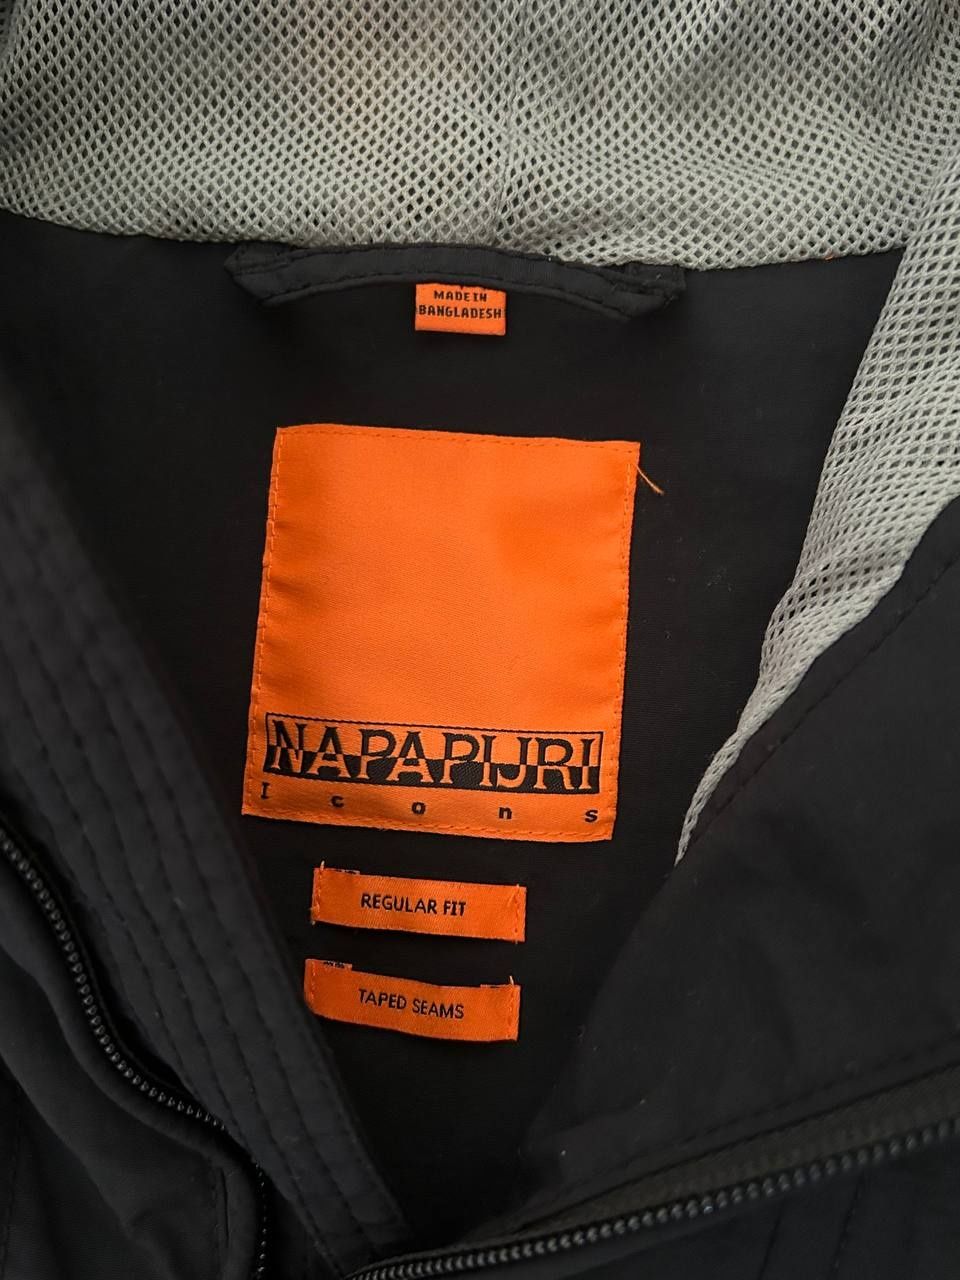 MADE IN
BANGLADESH
NAPAPIJRI
Icons
REGULAR FIT
TAPED SEAMS